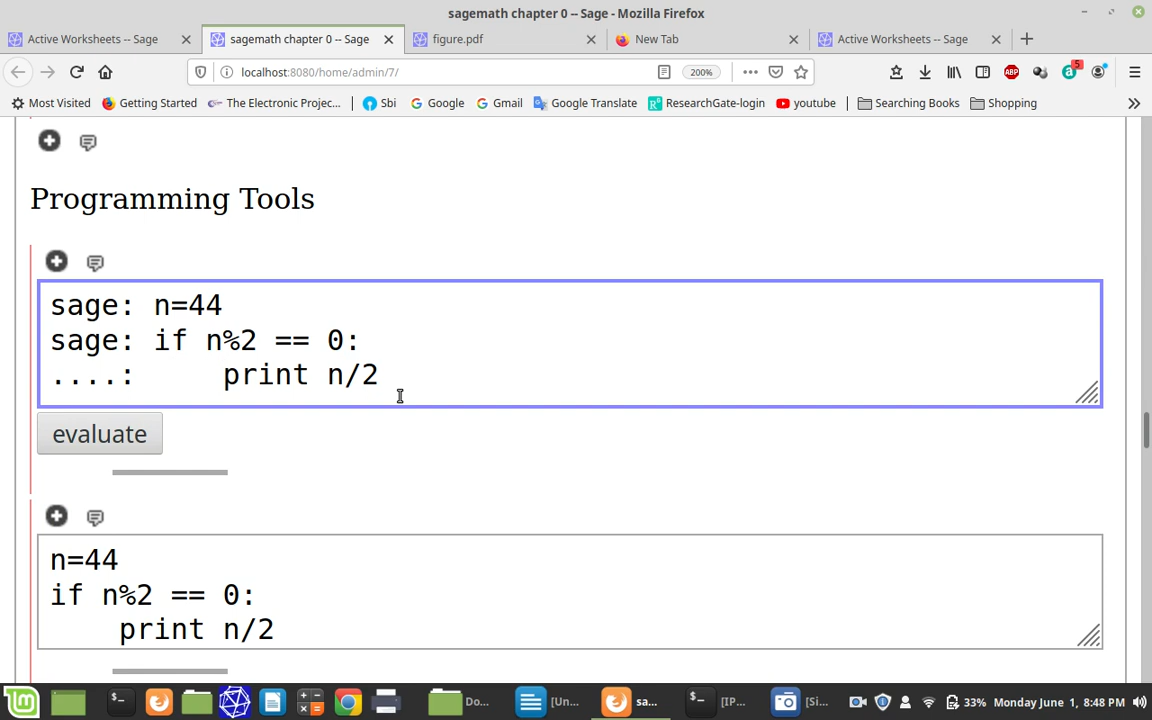 sagemath chapter 0 -- Sage - Mozilla Firefox
Active Worksheets -- Sage
sagemath chapter 0 -- Sage
figure.pdf
New Tab
Active Worksheets -- Sage
localhost:8080/home/admin/7/
200%
5
Most Visited
Getting Started
The Electronic Projec...
Sbi
Google
Gmail
Google Translate
ResearchGate-login
youtube
Searching Books
Shopping
Programming Tools
sage: n=44
sage: if n%2 == 0:
....:     print n/2
evaluate
n=44
if n%2 == 0:
    print n/2
Do...
[Un...
sa...
[IP...
[Si...
33%
Monday June 1, 8:48 PM